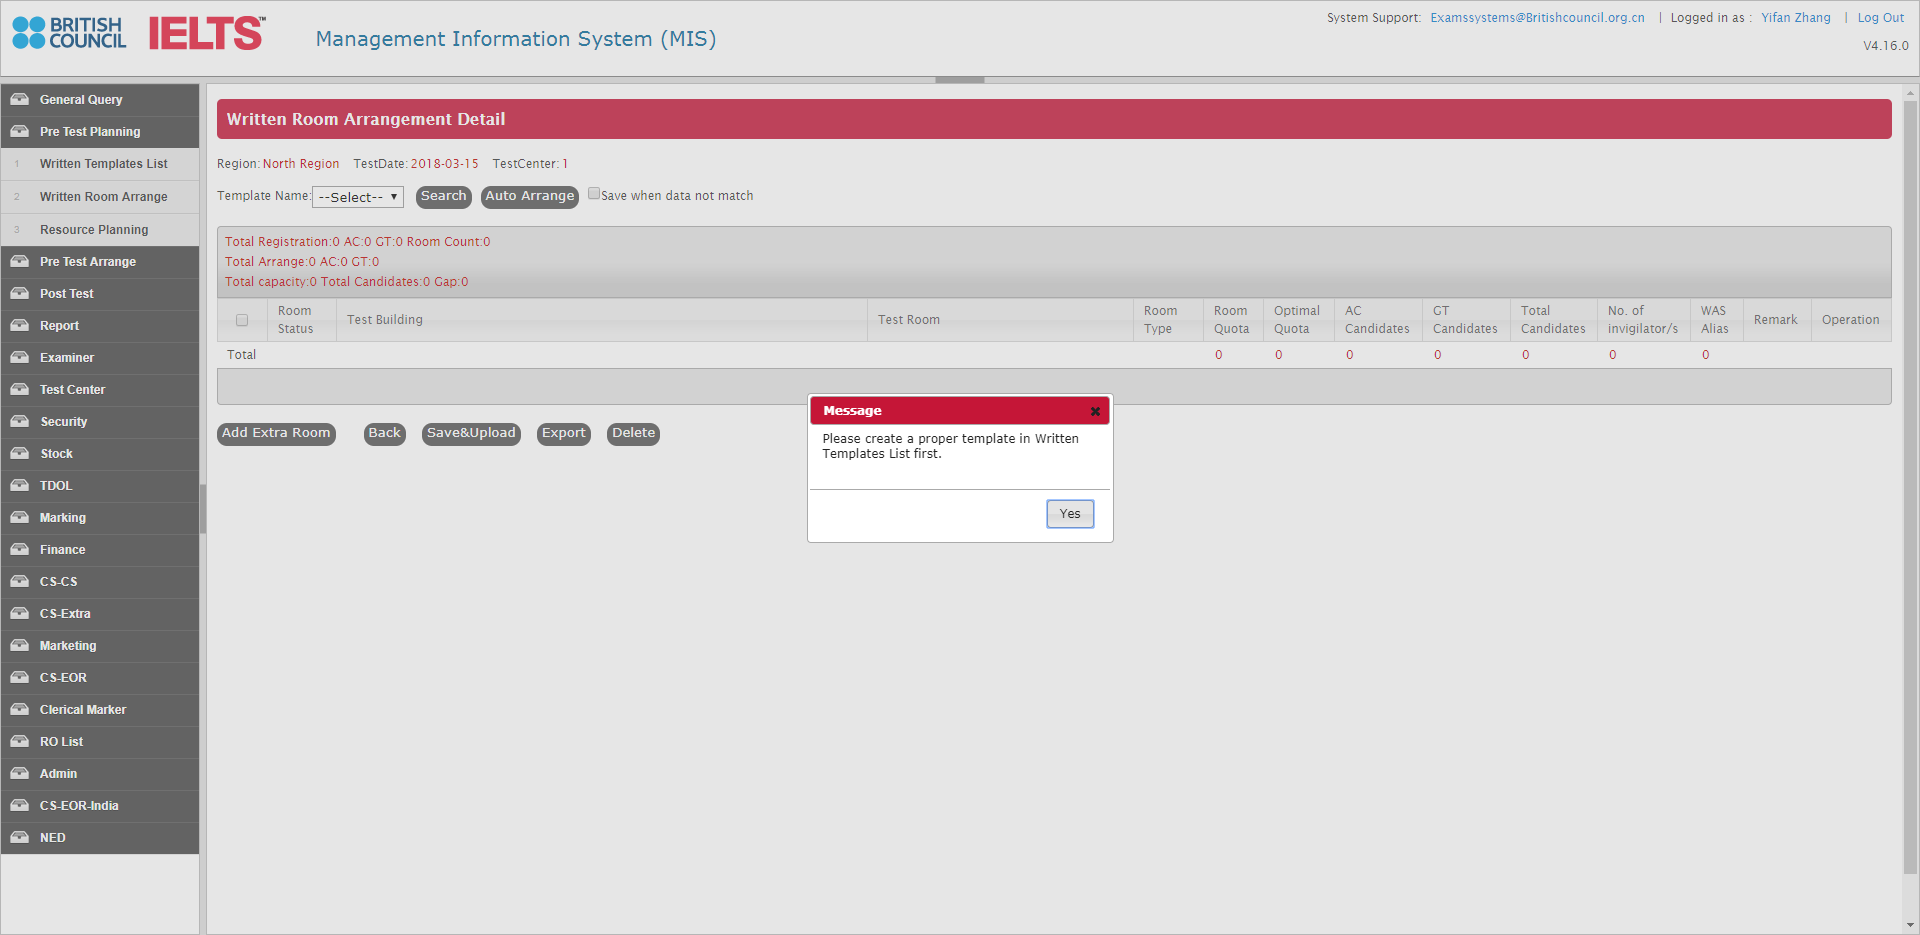 BRITISH
COUNCIL
IELTS™
Management Information System (MIS)
System Support: Examssystems@Britishcouncil.org.cn | Logged in as : Yifan Zhang | Log Out
V4.16.0
General Query
Pre Test Planning
1 Written Templates List
2 Written Room Arrange
3 Resource Planning
Pre Test Arrange
Post Test
Report
Examiner
Test Center
Security
Stock
TDOL
Marking
Finance
CS-CS
CS-Extra
Marketing
CS-EOR
Clerical Marker
RO List
Admin
CS-EOR-India
NED
Written Room Arrangement Detail
Region: North Region TestDate: 2018-03-15 TestCenter: 1
Template Name: --Select-- Search Auto Arrange Save when data not match
Total Registration:0 AC:0 GT:0 Room Count:0
Total Arrange:0 AC:0 GT:0
Total capacity:0 Total Candidates:0 Gap:0
Room Status
Test Building
Test Room
Room Type
Room Quota
Optimal Quota
AC Candidates
GT Candidates
Total Candidates
No. of invigilator/s
WAS Alias
Remark
Operation
Total 0 0 0 0 0 0 0
Add Extra Room Back Save&Upload Export Delete
Message
Please create a proper template in Written
Templates List first.
Yes